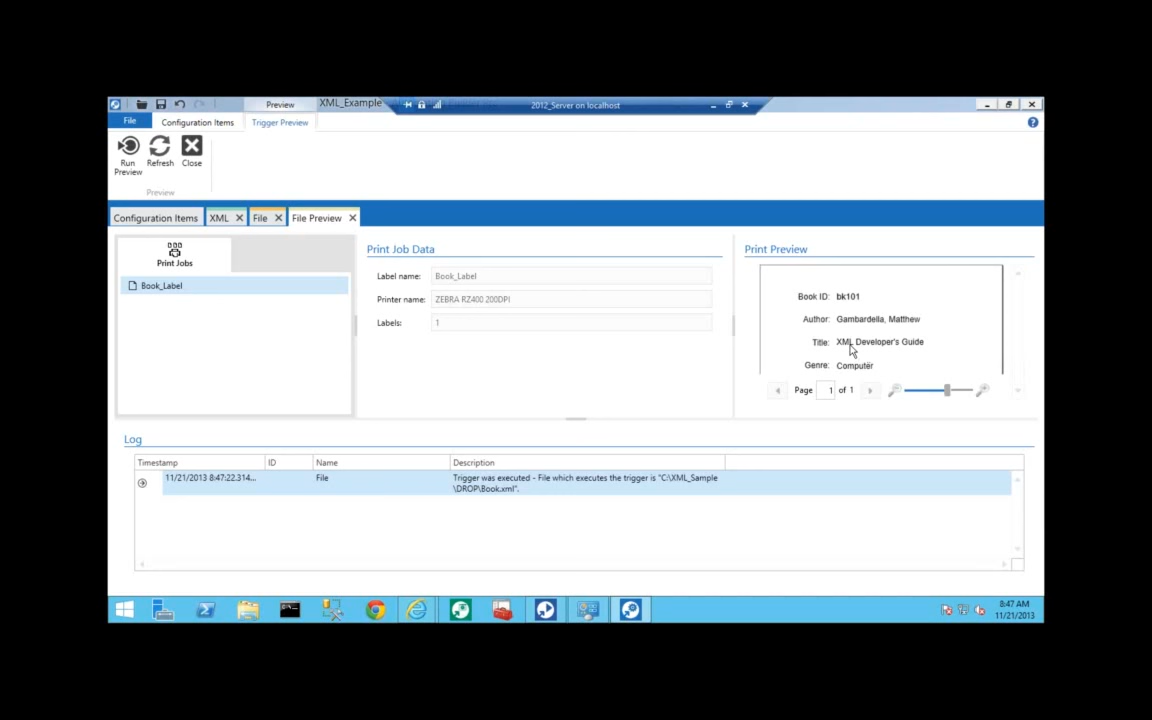 Preview
XML_Example
2012_Server on localhost
File
Configuration Items
Trigger Preview
Run Preview
Refresh
Close
Preview
Configuration Items
XML
File
File Preview
Print Jobs
Book_Label
Print Job Data
Label name:
Book_Label
Printer name:
ZEBRA RZ400 200DPI
Labels:
1
Print Preview
Book ID: bk101
Author: Gambardella, Matthew
Title: XML Developer's Guide
Genre: Computer
Page 1 of 1
Log
Timestamp
ID
Name
Description
11/21/2013 8:47:22.314...
File
Trigger was executed - File which executes the trigger is "C:\XML_Sample
\DROP\Book.xml".
8:47 AM
11/21/2013